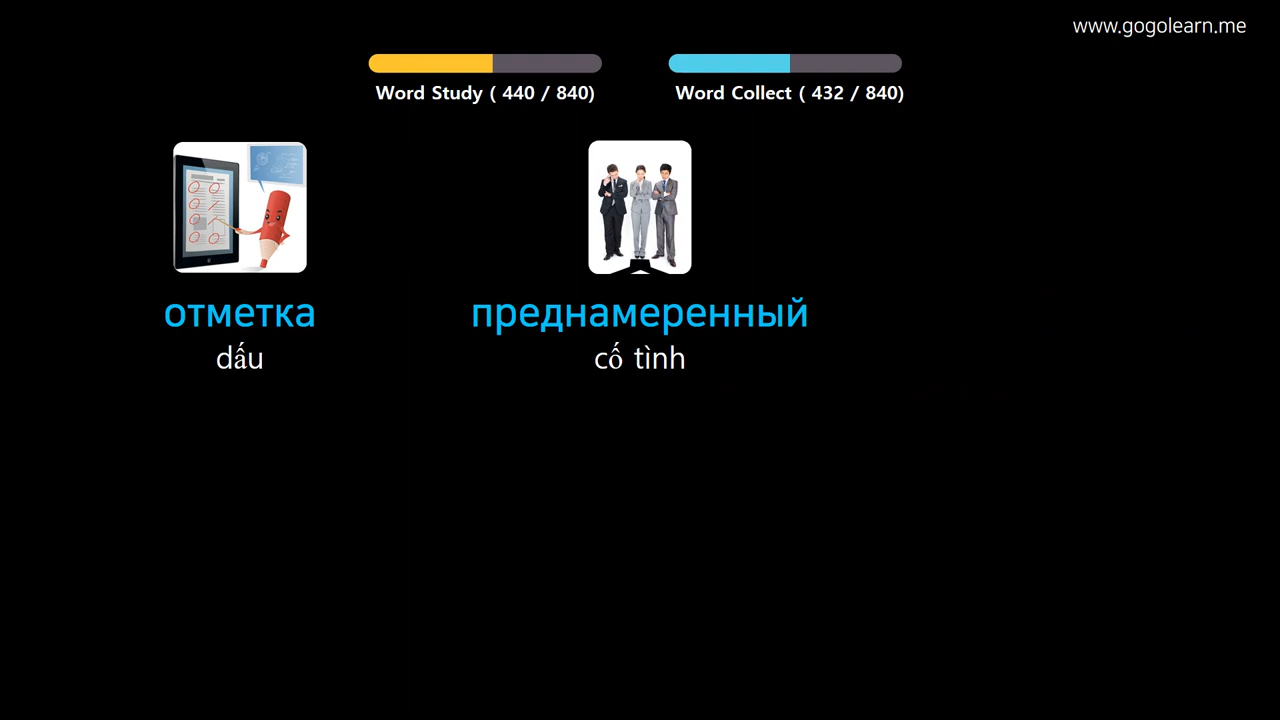 www.gogolearn.me
Word Study ( 440 / 840)
Word Collect ( 432 / 840)
отметка
dấu
преднамеренный
cố tình